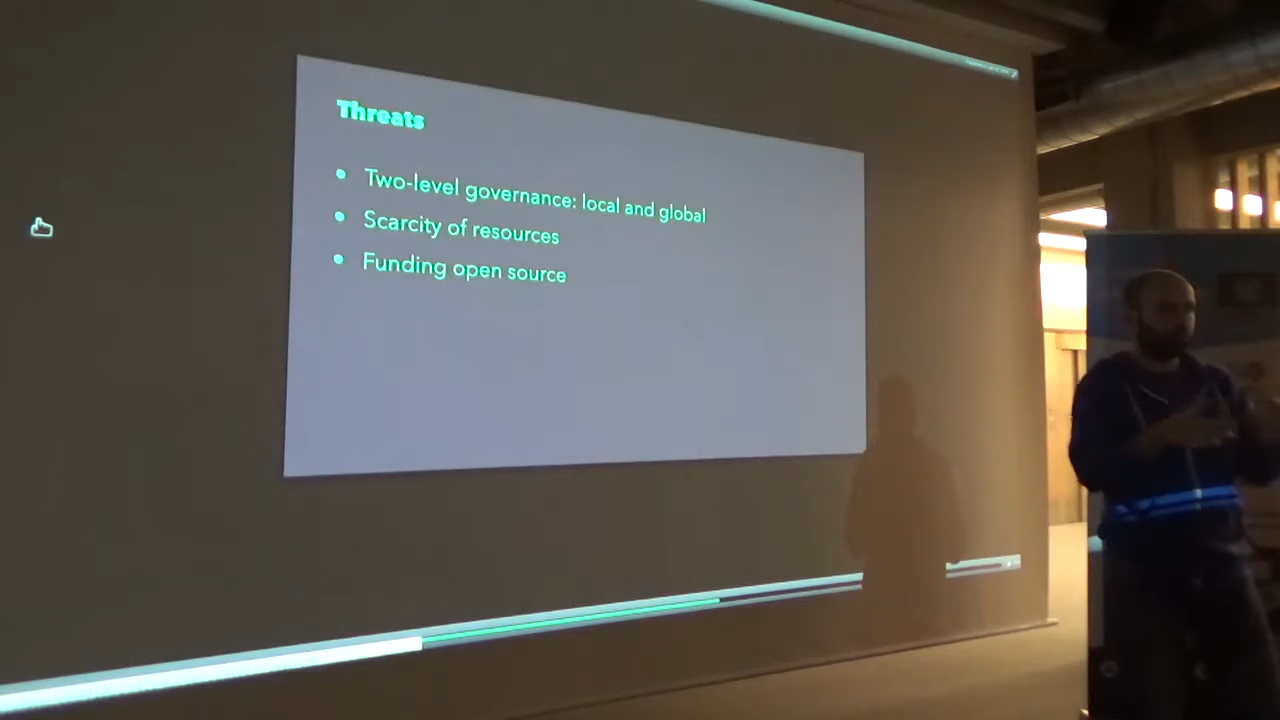 Threats
Two-level governance: local and global
Scarcity of resources
Funding open source